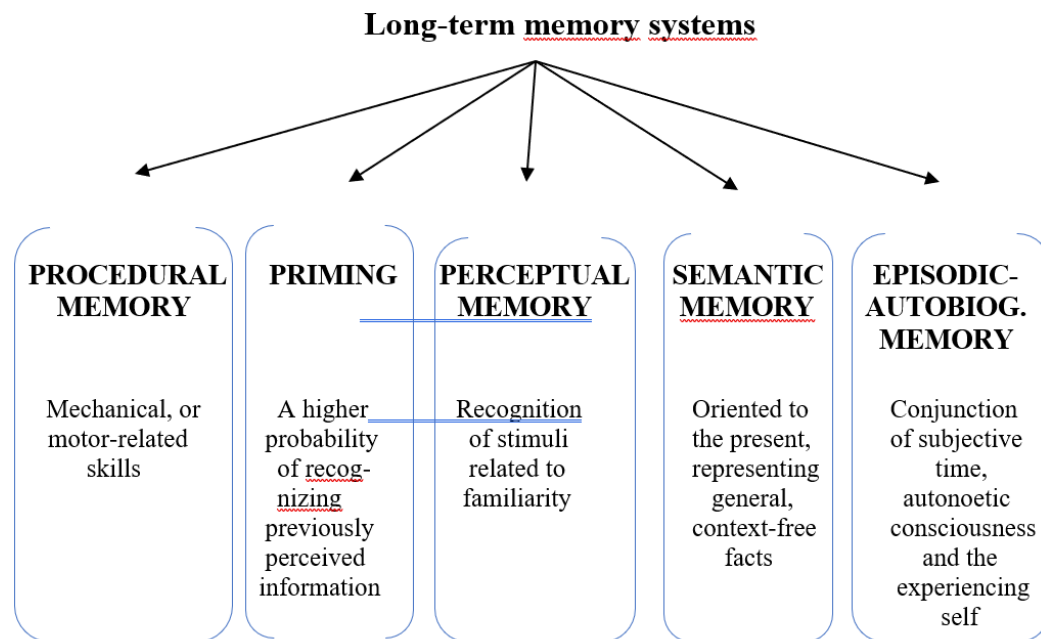 Long-term memory systems
PROCEDURAL
MEMORY
Mechanical, or
motor-related
skills
PRIMING
A higher
probability
of recog-
nizing
previously
perceived
information
PERCEPTUAL
MEMORY
Recognition
of stimuli
related to
familiarity
SEMANTIC
MEMORY
Oriented to
the present,
representing
general,
context-free
facts
EPISODIC-
AUTOBIOG.
MEMORY
Conjunction
of subjective
time,
autonoetic
consciousness
and the
experiencing
self